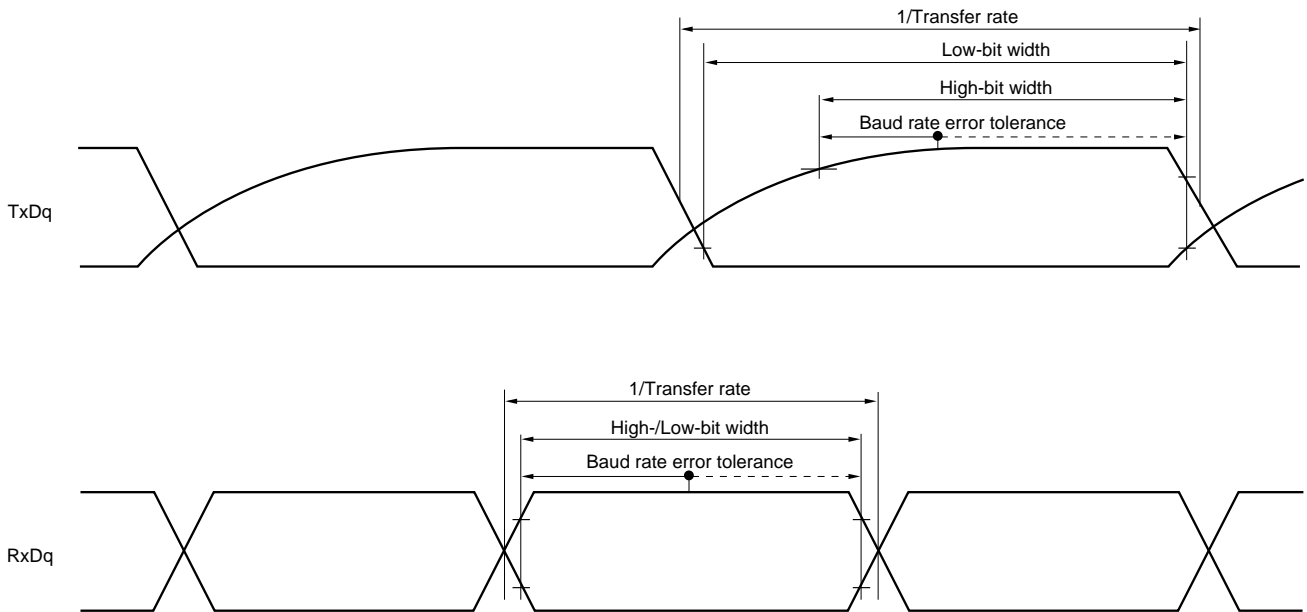 1/Transfer rate
Low-bit width
High-bit width
Baud rate error tolerance
TxDq
1/Transfer rate
High-/Low-bit width
Baud rate error tolerance
RxDq